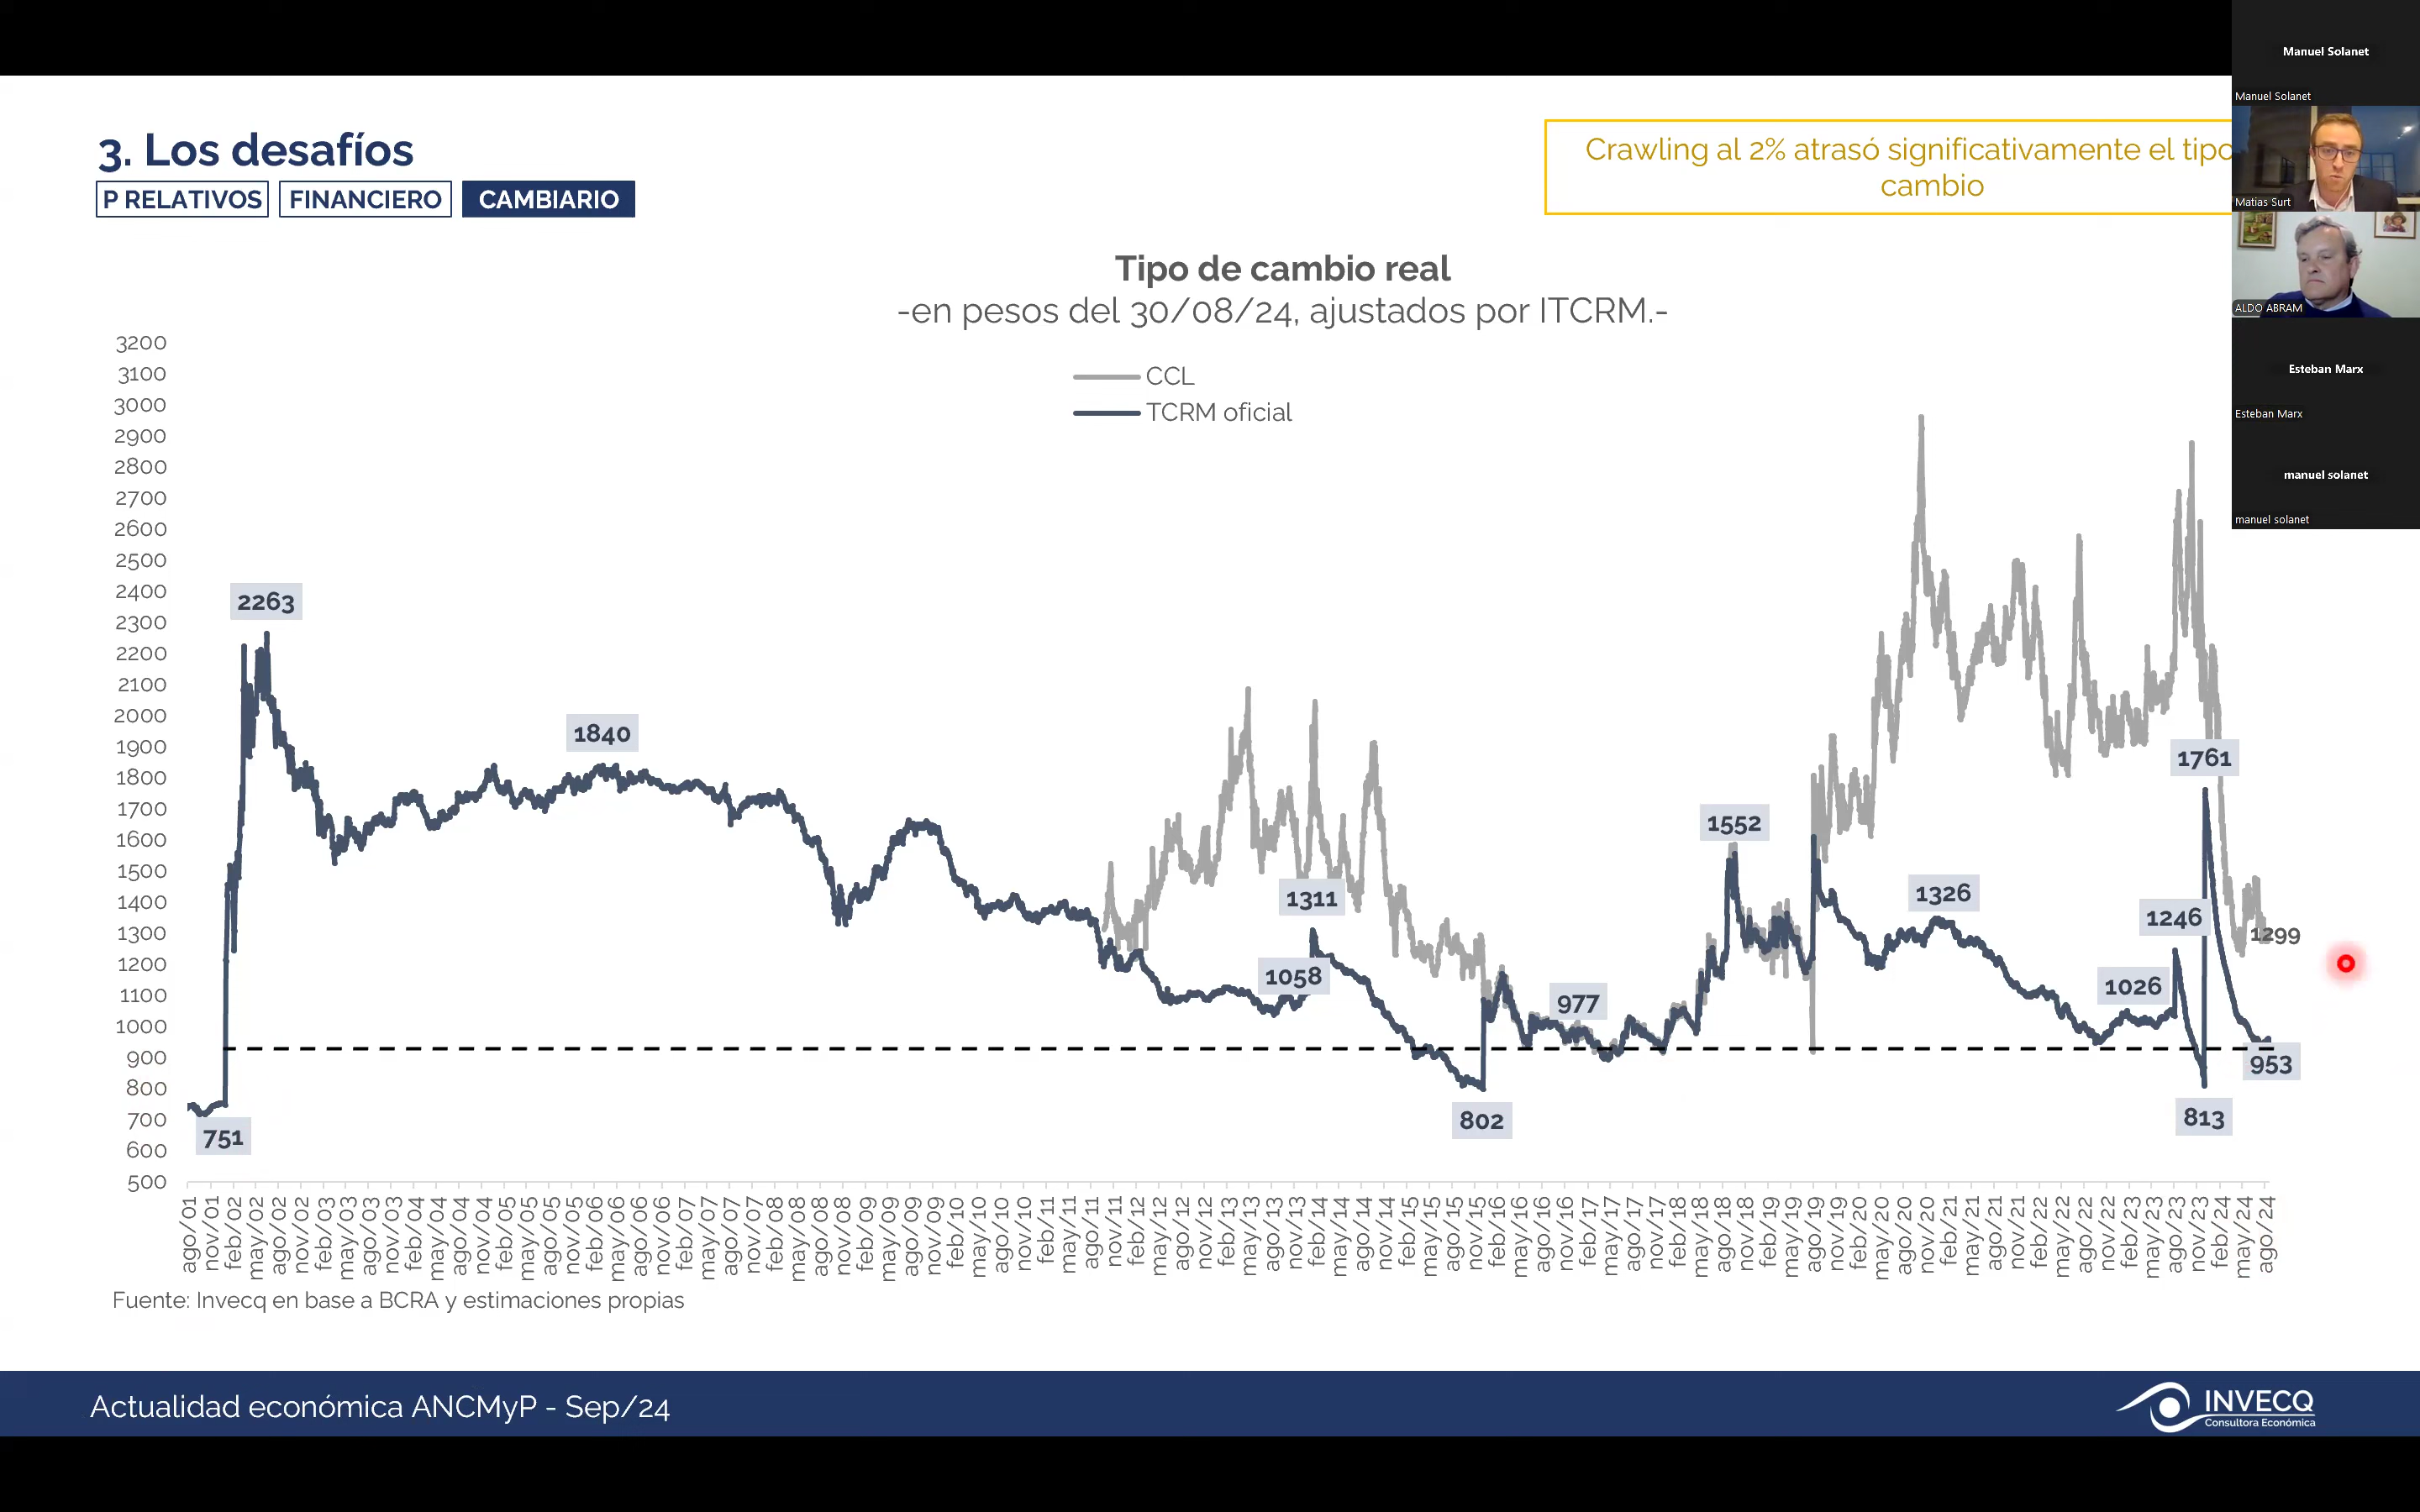 3. Los desafíos
P RELATIVOS FINANCIERO CAMBIARIO
Crawling al 2% atrasó significativamente el tipo
cambio
Tipo de cambio real
-en pesos del 30/08/24, ajustados por ITCRM.-
CCL
TCRM oficial
3200
3100
3000
2900
2800
2700
2600
2500
2400
2300
2200
2100
2000
1900
1800
1700
1600
1500
1400
1300
1200
1100
1000
900
800
700
600
500
2263
1840
751
1311
1058
802
977
1552
1326
1026
1246
1761
813
1299
953
ago/01 nov/01 feb/02 may/02 ago/02 nov/02 feb/03 may/03 ago/03 nov/03 feb/04 may/04 ago/04 nov/04 feb/05 may/05 ago/05 nov/05 feb/06 may/06 ago/06 nov/06 feb/07 may/07 ago/07 nov/07 feb/08 may/08 ago/08 nov/08 feb/09 may/09 ago/09 nov/09 feb/10 may/10 ago/10 nov/10 feb/11 may/11 ago/11 nov/11 feb/12 may/12 ago/12 nov/12 feb/13 may/13 ago/13 nov/13 feb/14 may/14 ago/14 nov/14 feb/15 may/15 ago/15 nov/15 feb/16 may/16 ago/16 nov/16 feb/17 may/17 ago/17 nov/17 feb/18 may/18 ago/18 nov/18 feb/19 may/19 ago/19 nov/19 feb/20 may/20 ago/20 nov/20 feb/21 may/21 ago/21 nov/21 feb/22 may/22 ago/22 nov/22 feb/23 may/23 ago/23 nov/23 feb/24 may/24 ago/24
Fuente: Invecq en base a BCRA y estimaciones propias
Actualidad económica ANCMyP - Sep/24
INVECQ
Consultora Económica
Manuel Solanet
Manuel Solanet
Matias Surt
ALDO ABRAM
Esteban Marx
Esteban Marx
manuel solanet
manuel solanet